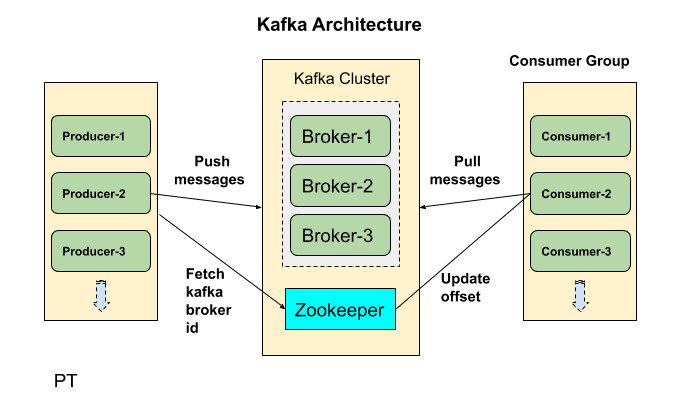 Kafka Architecture
Consumer Group
Kafka Cluster
Producer-1
Producer-2
Producer-3
Push
messages
Fetch
kafka
broker
id
Broker-1
Broker-2
Broker-3
Zookeeper
Pull
messages
Update
offset
Consumer-1
Consumer-2
Consumer-3
PT